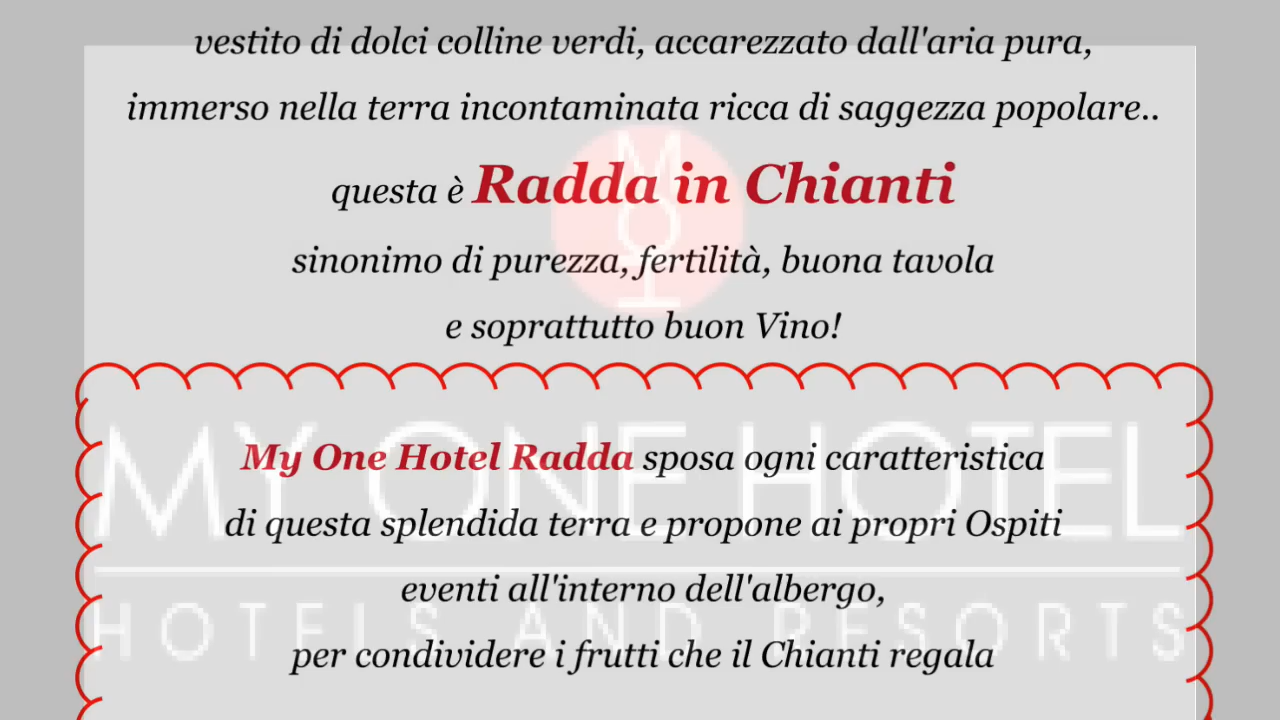 vestito di dolci colline verdi, accarezzato dall'aria pura,
immerso nella terra incontaminata ricca di saggezza popolare..
questa è Radda in Chianti
sinonimo di purezza, fertilità, buona tavola
e soprattutto buon Vino!
My One Hotel Radda sposa ogni caratteristica
di questa splendida terra e propone ai propri Ospiti
eventi all'interno dell'albergo,
per condividere i frutti che il Chianti regala
MOH
MY ONE HOTEL
HOTELS AND RESORTS